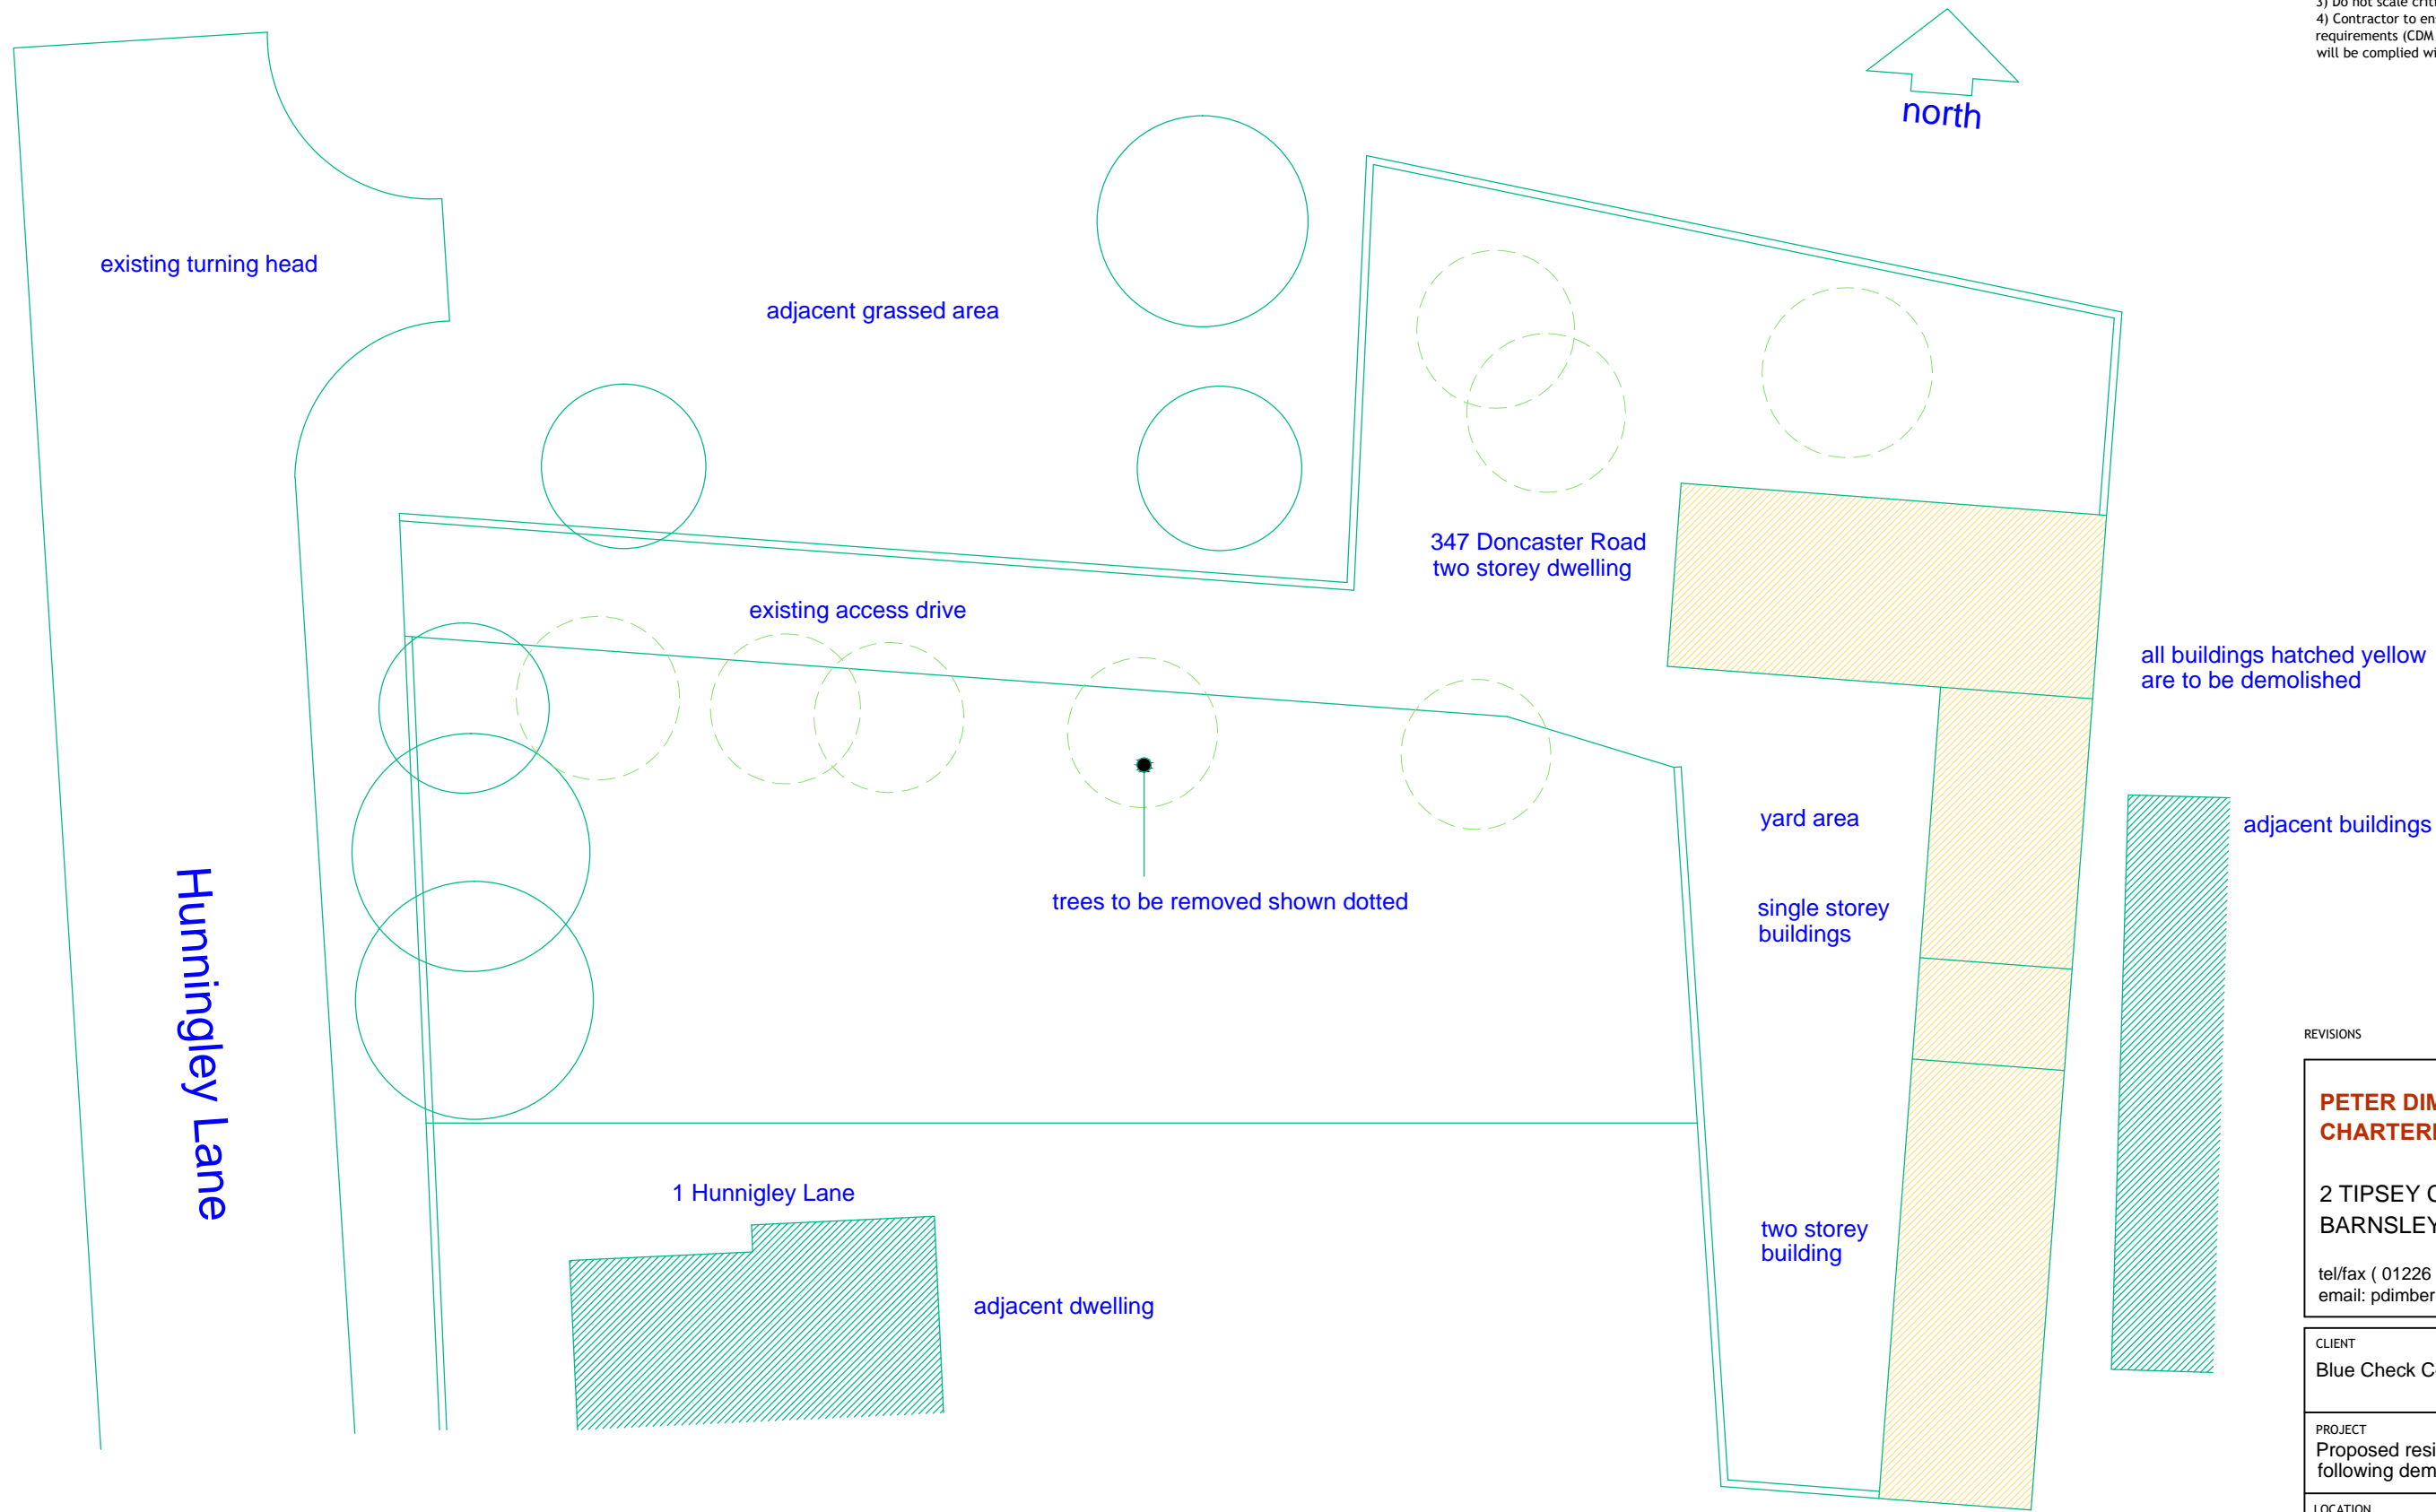 4) Contractor to en
requirements (CDM
will be complied wi
north
existing turning head
adjacent grassed area
347 Doncaster Road
two storey dwelling
existing access drive
all buildings hatched yellow
are to be demolished
yard area
adjacent buildings
trees to be removed shown dotted
single storey
buildings
Hunningley Lane
REVISIONS
PETER DIM
CHARTER
1 Hunnigley Lane
2 TIPSEY
BARNSLEY
two storey
building
tel/fax ( 01226
email: pdimber
adjacent dwelling
CLIENT
Blue Check C
PROJECT
Proposed resi
following dem